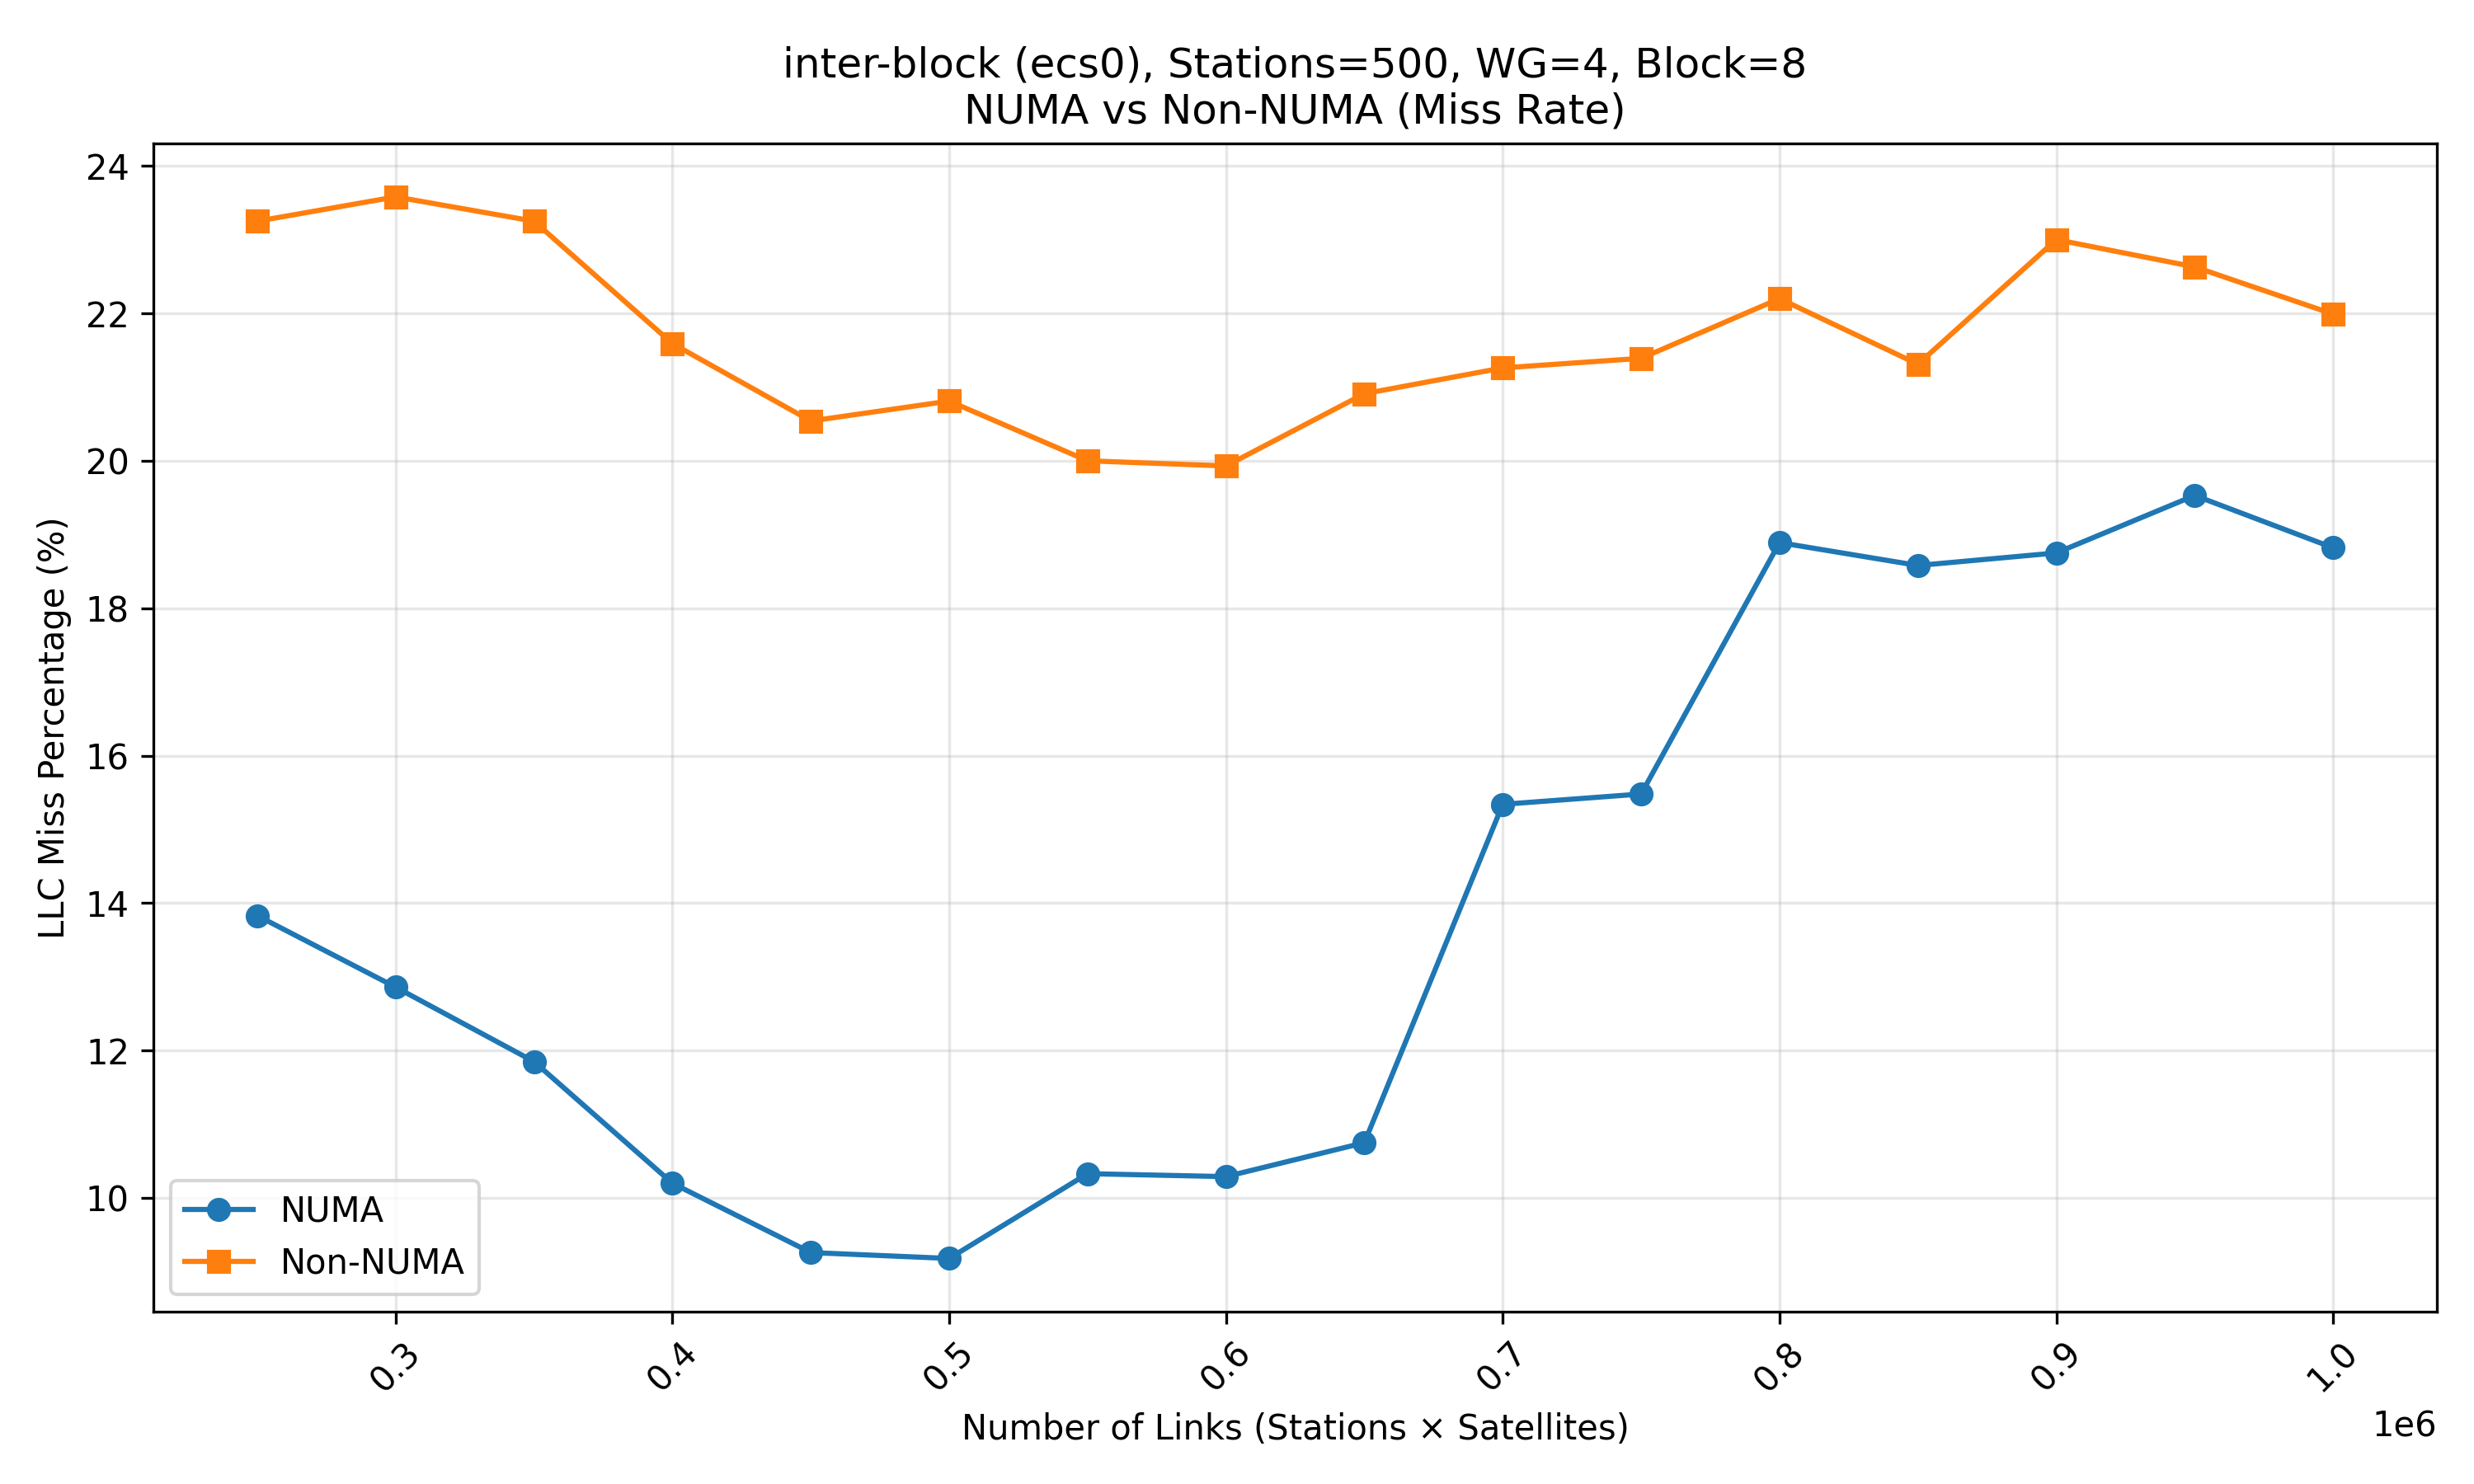 inter-block (ecs0), Stations=500, WG=4, Block=8
NUMA vs Non-NUMA (Miss Rate)
LLC Miss Percentage (%)
24
22
20
18
16
14
12
10
NUMA
Non-NUMA
0.3
0.4
0.5
0.6
0.7
0.8
0.9
1.0
Number of Links (Stations × Satellites)
1e6